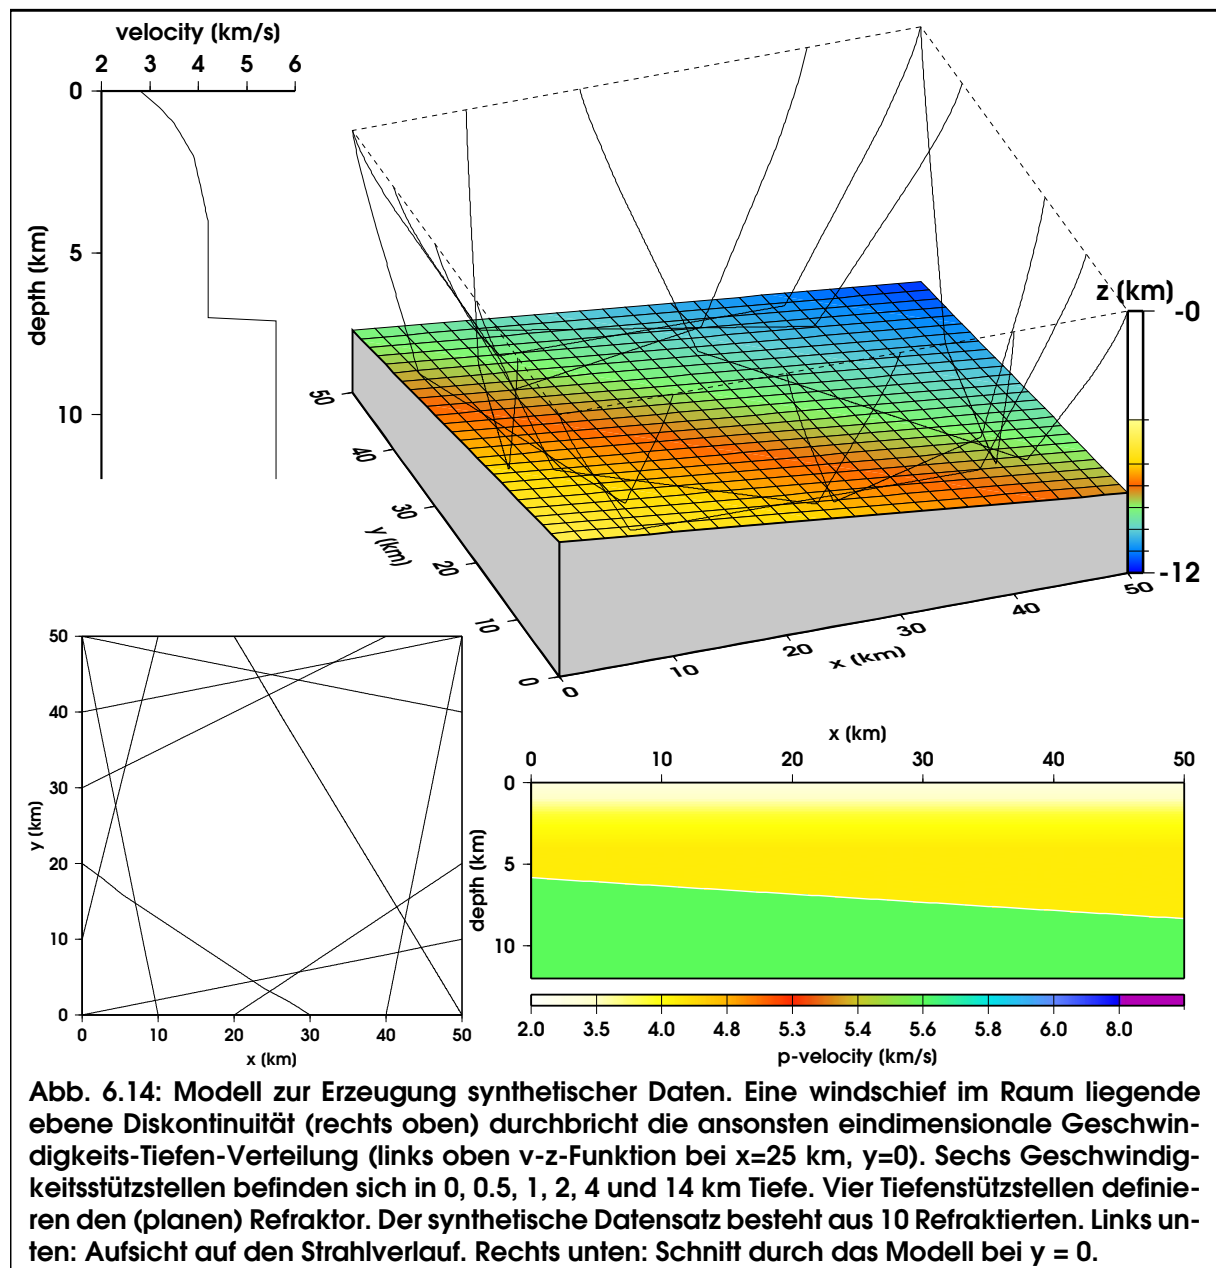 velocity (km/s)
2 3 4 5 6
0
5
10
depth (km)
z (km)
-0
-12
50
40
30
20
10
0
y (km)
0
10
20
30
40
50
x (km)
50
40
30
20
10
0
y (km)
0 10 20 30 40 50
x (km)
x (km)
0 10 20 30 40 50
0
5
10
depth (km)
2.0 3.5 4.0 4.8 5.3 5.4 5.6 5.8 6.0 8.0
p-velocity (km/s)
Abb. 6.14: Modell zur Erzeugung synthetischer Daten. Eine windschief im Raum liegende
ebene Diskontinuität (rechts oben) durchbricht die ansonsten eindimensionale Geschwin-
digkeits-Tiefen-Verteilung (links oben v-z-Funktion bei x=25 km, y=0). Sechs Geschwindig-
keitsstützstellen befinden sich in 0, 0.5, 1, 2, 4 und 14 km Tiefe. Vier Tiefenstützstellen definie-
ren den (planen) Refraktor. Der synthetische Datensatz besteht aus 10 Refraktierten. Links un-
ten: Aufsicht auf den Strahlverlauf. Rechts unten: Schnitt durch das Modell bei y = 0.